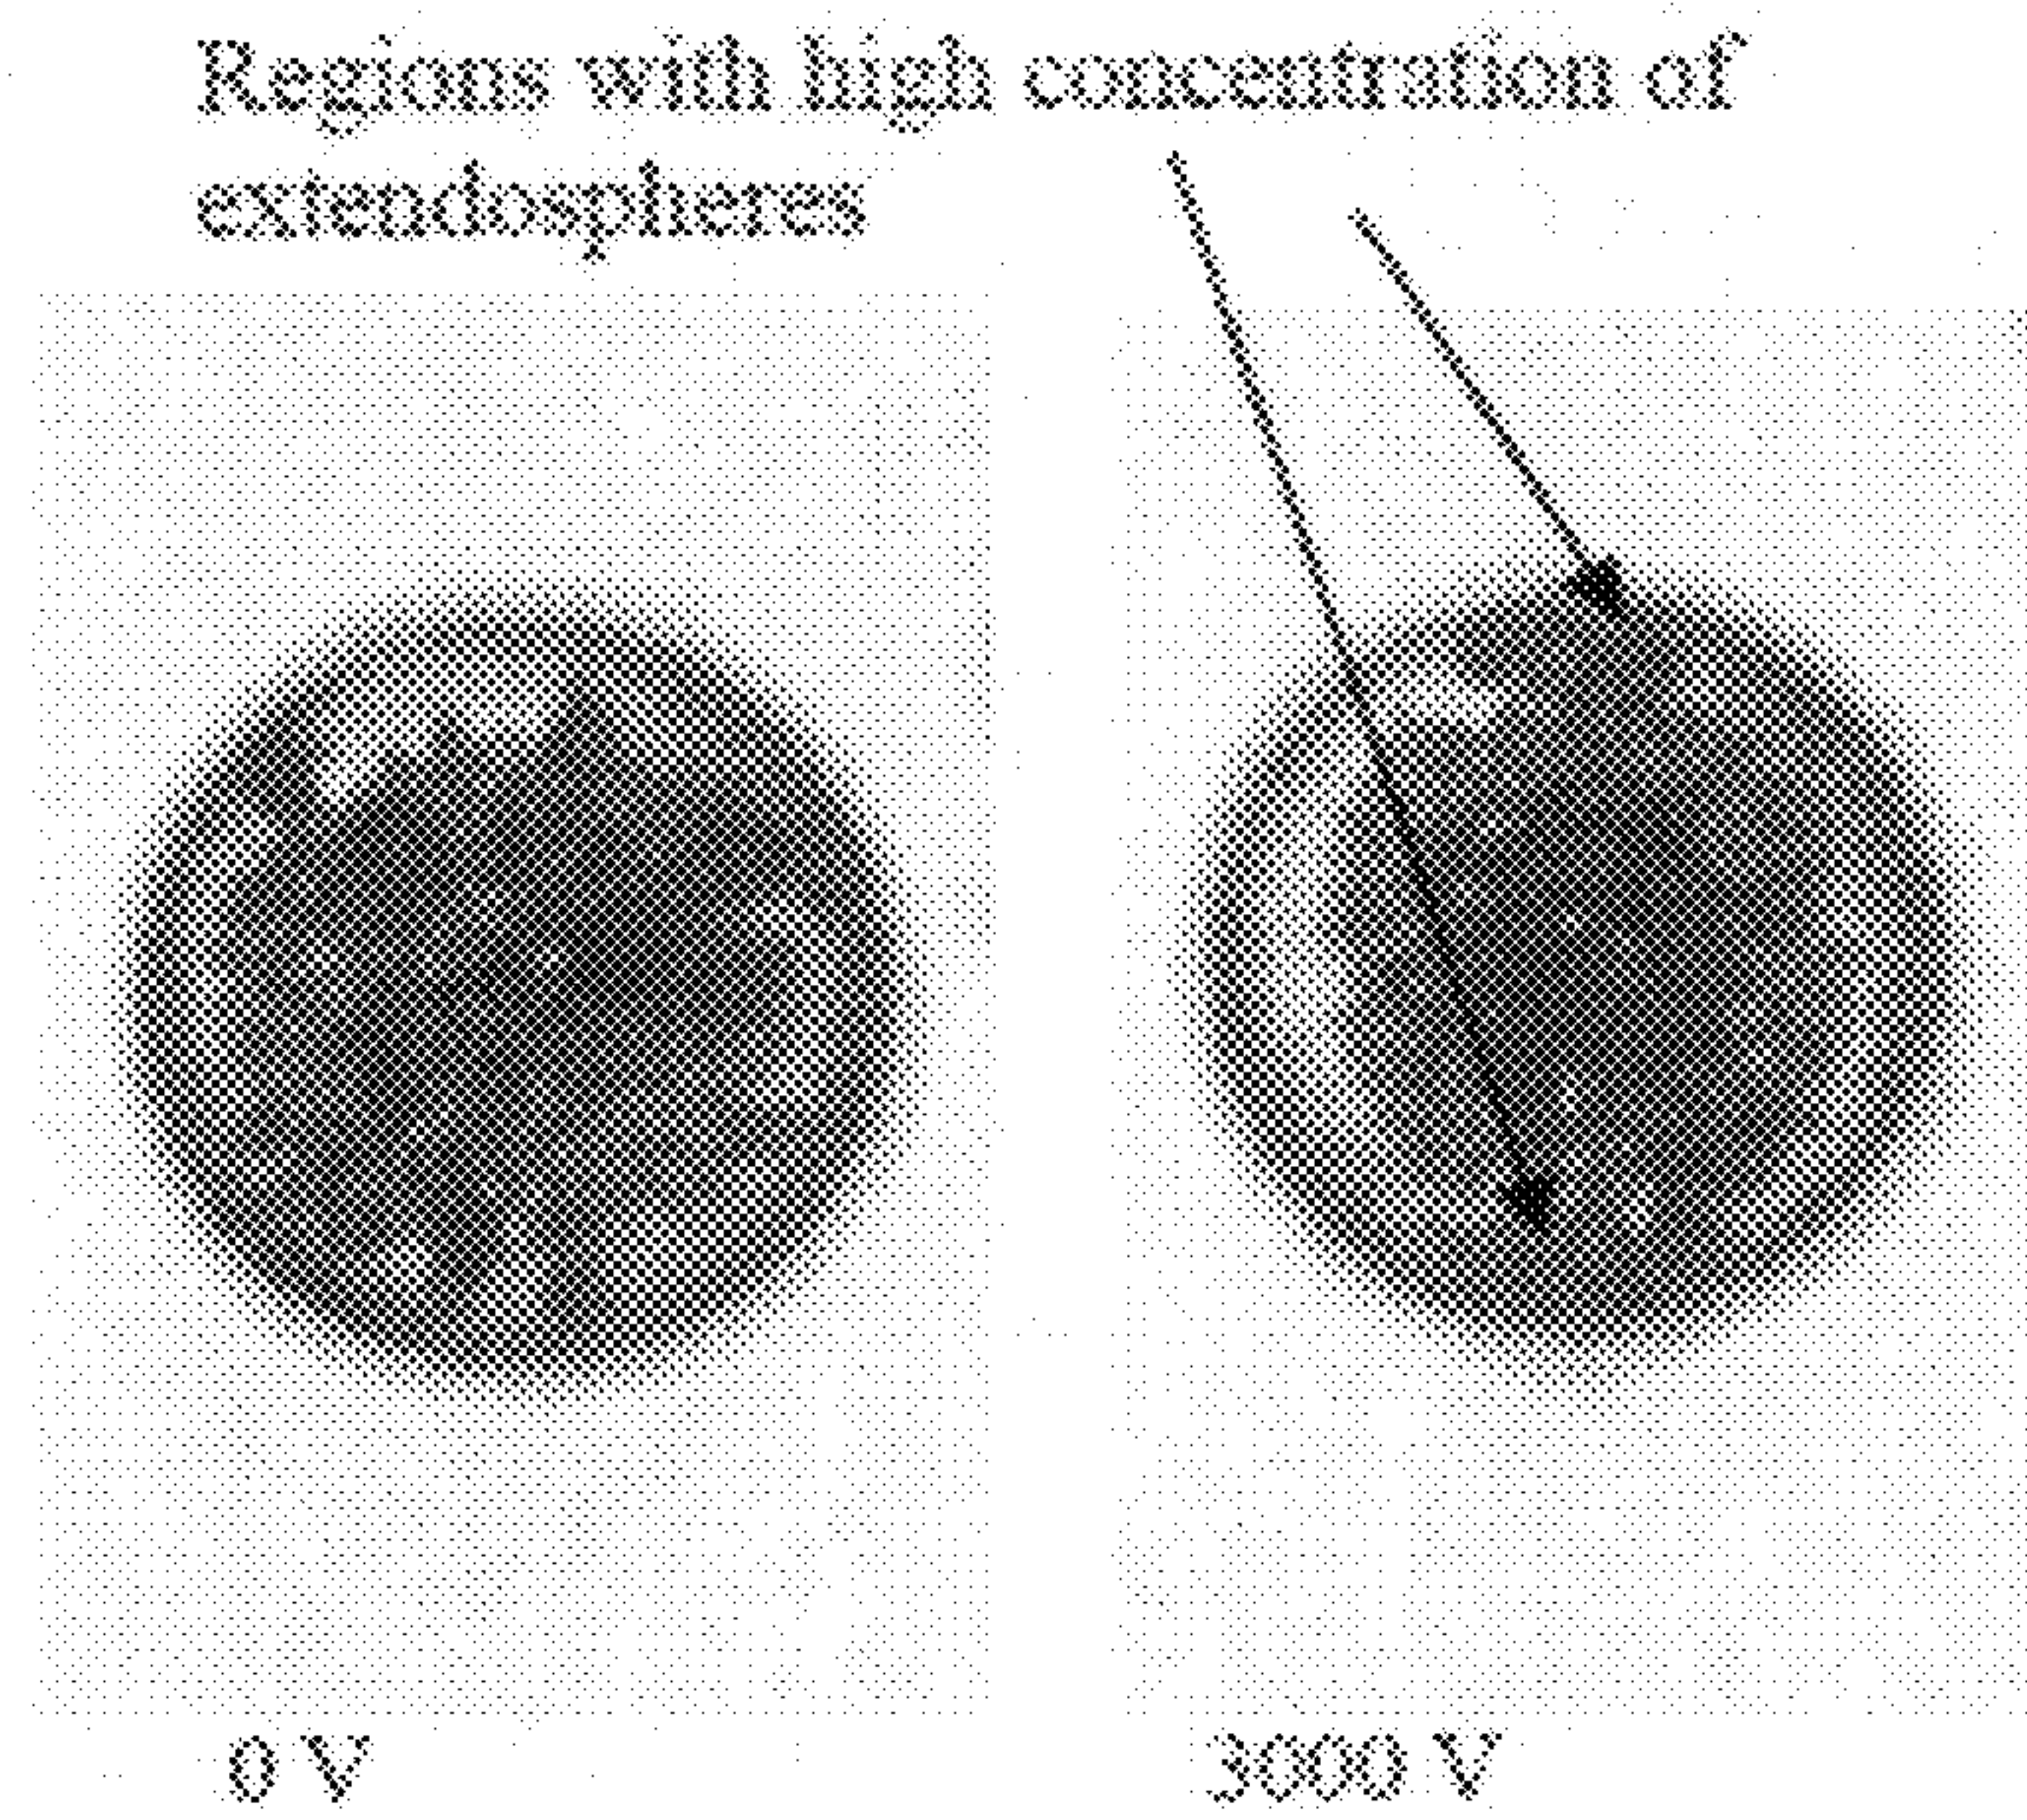 Regions with high concentration of
extendospheres
0 V
3000 V